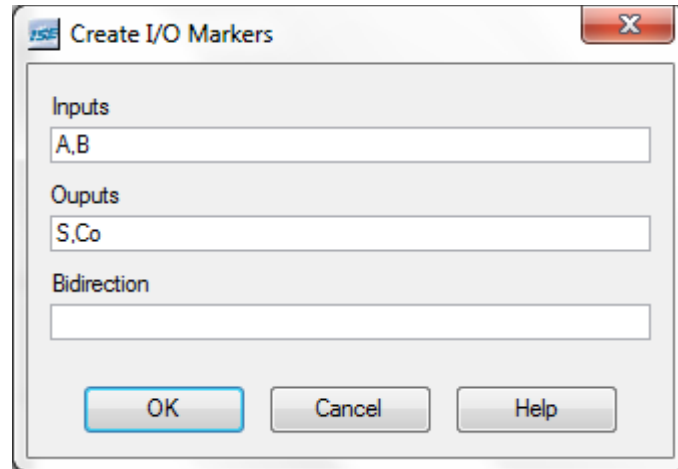 ISE Create I/O Markers
Inputs
A,B
Ouputs
S,Co
Bidirection
OK Cancel Help